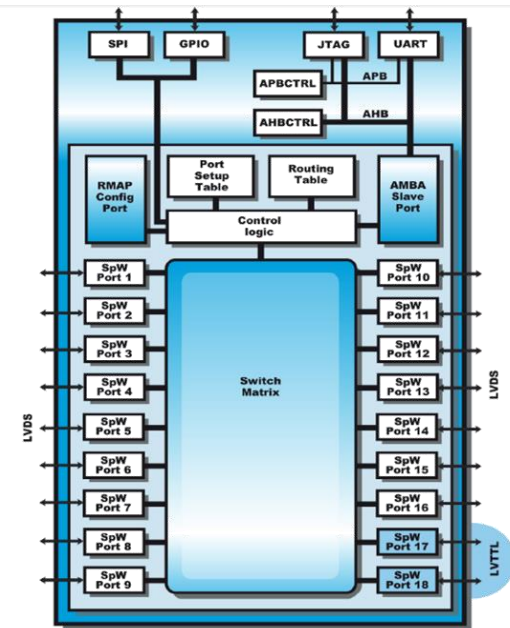 SPI
GPIO
JTAG
UART
APBCTRL
APB
AHBCTRL
AHB
RMAP
Config
Port
Port
Setup
Table
Routing
Table
AMBA
Slave
Port
Control
logic
SpW
Port 1
SpW
Port 2
SpW
Port 3
SpW
Port 4
SpW
Port 5
SpW
Port 6
SpW
Port 7
SpW
Port 8
SpW
Port 9
LVDS
Switch
Matrix
SpW
Port 10
SpW
Port 11
SpW
Port 12
SpW
Port 13
SpW
Port 14
SpW
Port 15
SpW
Port 16
SpW
Port 17
SpW
Port 18
LVDS
LVTTL